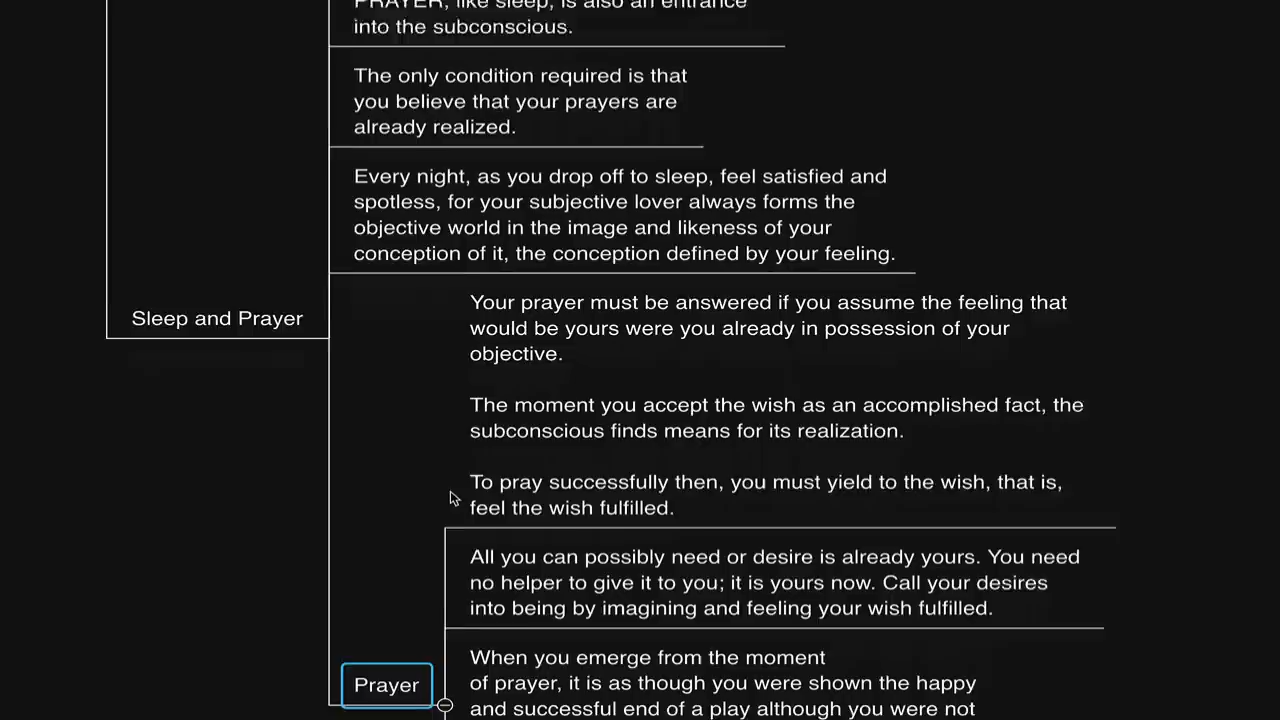 PRAYER, like sleep, is also an entrance
into the subconscious.
The only condition required is that
you believe that your prayers are
already realized.
Every night, as you drop off to sleep, feel satisfied and
spotless, for your subjective lover always forms the
objective world in the image and likeness of your
conception of it, the conception defined by your feeling.
Sleep and Prayer
Your prayer must be answered if you assume the feeling that
would be yours were you already in possession of your
objective.
The moment you accept the wish as an accomplished fact, the
subconscious finds means for its realization.
To pray successfully then, you must yield to the wish, that is,
feel the wish fulfilled.
All you can possibly need or desire is already yours. You need
no helper to give it to you; it is yours now. Call your desires
into being by imagining and feeling your wish fulfilled.
Prayer
When you emerge from the moment
of prayer, it is as though you were shown the happy
and successful end of a play although you were not